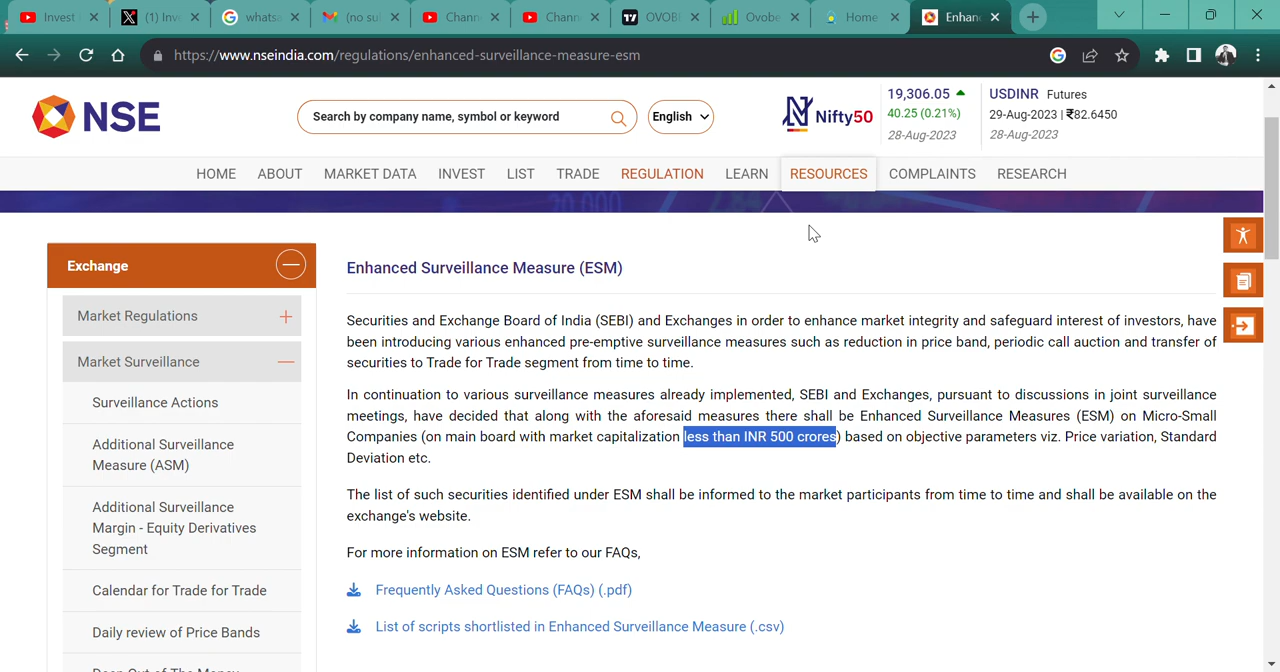 Invest
(1) Inv
whatsa
(no su
Chann
Chann
OVOBI
Ovobe
Home
Enhanc
https://www.nseindia.com/regulations/enhanced-surveillance-measure-esm
NSE
Search by company name, symbol or keyword
English
Nifty50
19,306.05
40.25 (0.21%)
28-Aug-2023
USDINR Futures
29-Aug-2023 | ₹82.6450
28-Aug-2023
HOME ABOUT MARKET DATA INVEST LIST TRADE REGULATION LEARN RESOURCES COMPLAINTS RESEARCH
Exchange
Market Regulations
Market Surveillance
Surveillance Actions
Additional Surveillance
Measure (ASM)
Additional Surveillance
Margin - Equity Derivatives
Segment
Calendar for Trade for Trade
Daily review of Price Bands
Enhanced Surveillance Measure (ESM)
Securities and Exchange Board of India (SEBI) and Exchanges in order to enhance market integrity and safeguard interest of investors, have
been introducing various enhanced pre-emptive surveillance measures such as reduction in price band, periodic call auction and transfer of
securities to Trade for Trade segment from time to time.
In continuation to various surveillance measures already implemented, SEBI and Exchanges, pursuant to discussions in joint surveillance
meetings, have decided that along with the aforesaid measures there shall be Enhanced Surveillance Measures (ESM) on Micro-Small
Companies (on main board with market capitalization less than INR 500 crores) based on objective parameters viz. Price variation, Standard
Deviation etc.
The list of such securities identified under ESM shall be informed to the market participants from time to time and shall be available on the
exchange's website.
For more information on ESM refer to our FAQs,
Frequently Asked Questions (FAQs) (.pdf)
List of scripts shortlisted in Enhanced Surveillance Measure (.csv)